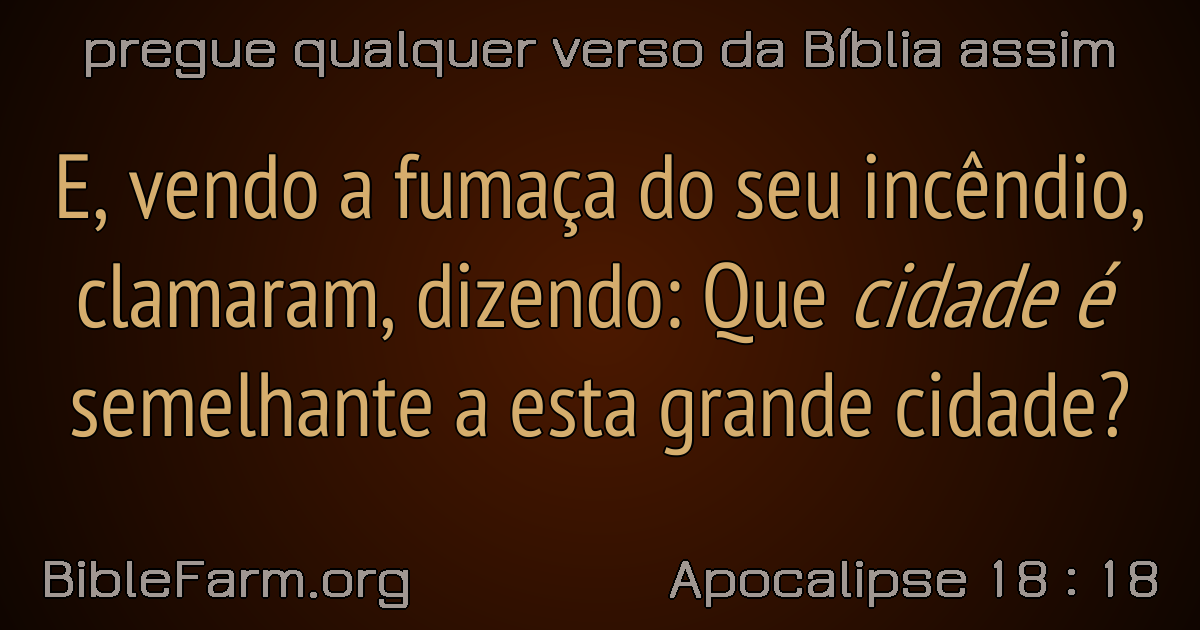 pregue qualquer verso da Bíblia assim
E, vendo a fumaça do seu incêndio,
clamaram, dizendo: Que cidade é
semelhante a esta grande cidade?
BibleFarm.org
Apocalipse 18 : 18